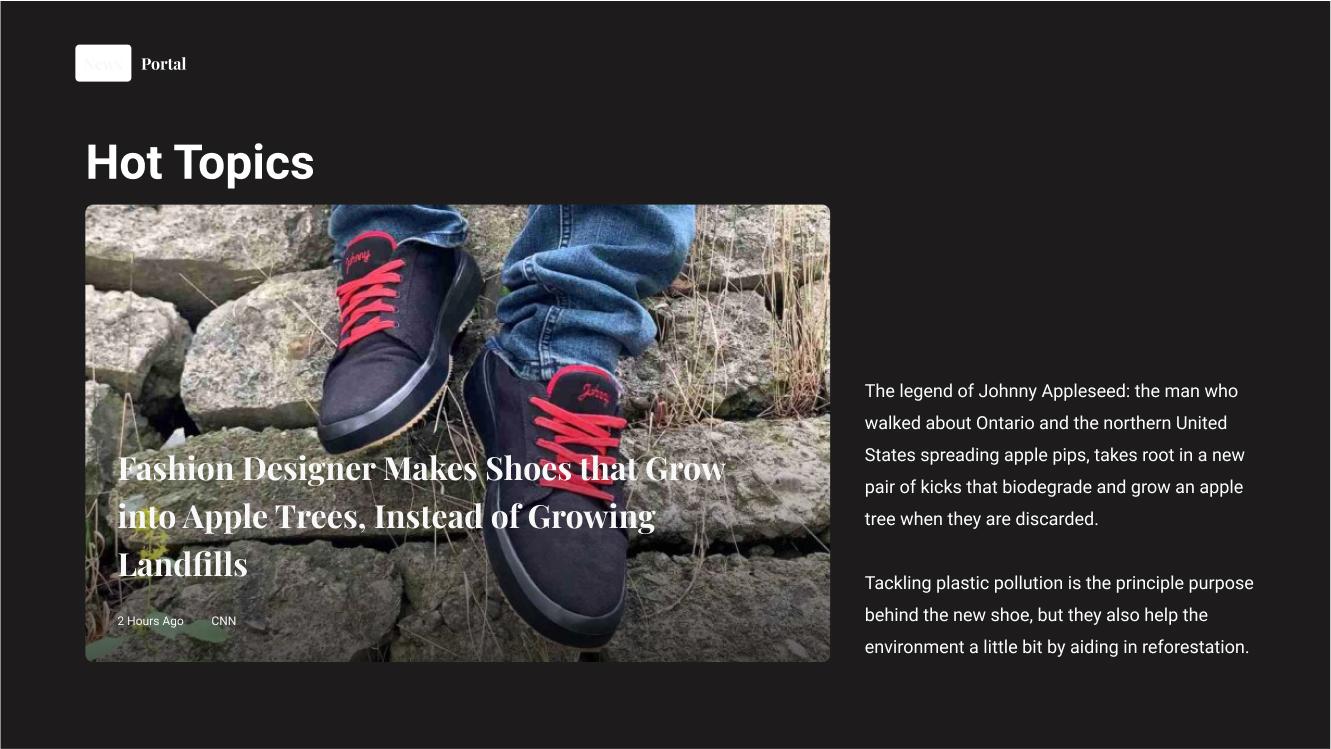 News Portal
Hot Topics
Johnny
Johnny
Fashion Designer Makes Shoes that Grow
into Apple Trees, Instead of Growing
Landfills
2 Hours Ago CNN
The legend of Johnny Appleseed: the man who
walked about Ontario and the northern United
States spreading apple pips, takes root in a new
pair of kicks that biodegrade and grow an apple
tree when they are discarded.
Tackling plastic pollution is the principle purpose
behind the new shoe, but they also help the
environment a little bit by aiding in reforestation.